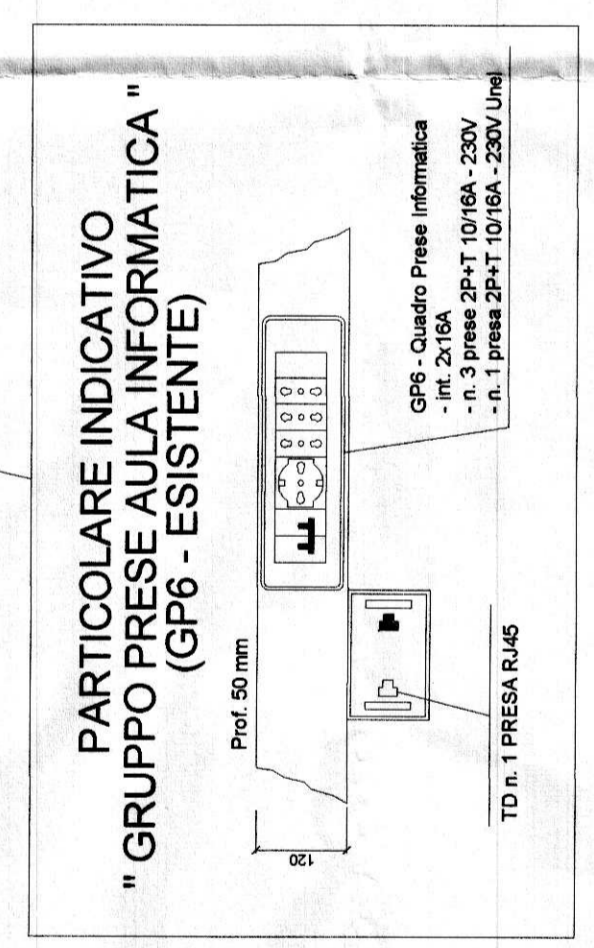 PARTICOLARE INDICATIVO
" GRUPPO PRESE AULA INFORMATICA "
(GP6 - ESISTENTE)
Prof. 50 mm
120
GP6 - Quadro Prese Informatica
- int. 2x16A
- n. 3 prese 2P+T 10/16A - 230V
- n. 1 presa 2P+T 10/16A - 230V Unel
TD n. 1 PRESA RJ45